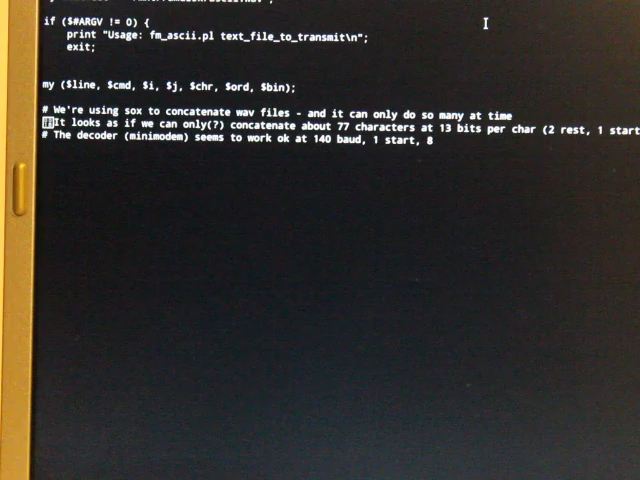 if ($#ARGV != 0) {
print "Usage: fm_ascii.pl text_file_to_transmit\n";
exit;
my ($line, $cmd, $i, $j, $chr, $ord, $bin);
# We're using sox to concatenate wav files - and it can only do so many at time
It looks as if we can only(?) concatenate about 77 characters at 13 bits per char (2 rest, 1 start
# The decoder (minimodem) seems to work ok at 140 baud, 1 start, 8